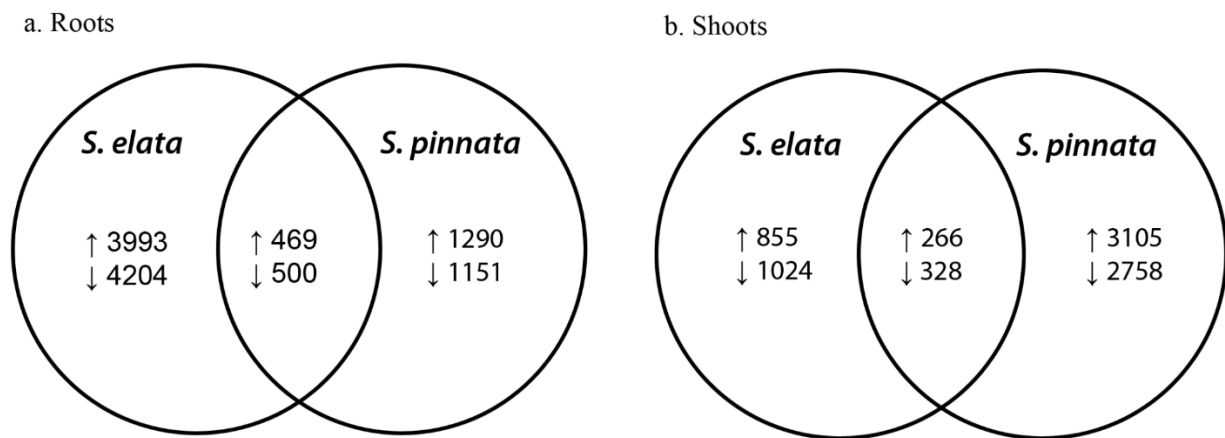 a. Roots
S. elata
S. pinnata
↑ 3993
↓ 4204
↑ 469
↓ 500
↑ 1290
↓ 1151
b. Shoots
S. elata
S. pinnata
↑ 855
↓ 1024
↑ 266
↓ 328
↑ 3105
↓ 2758